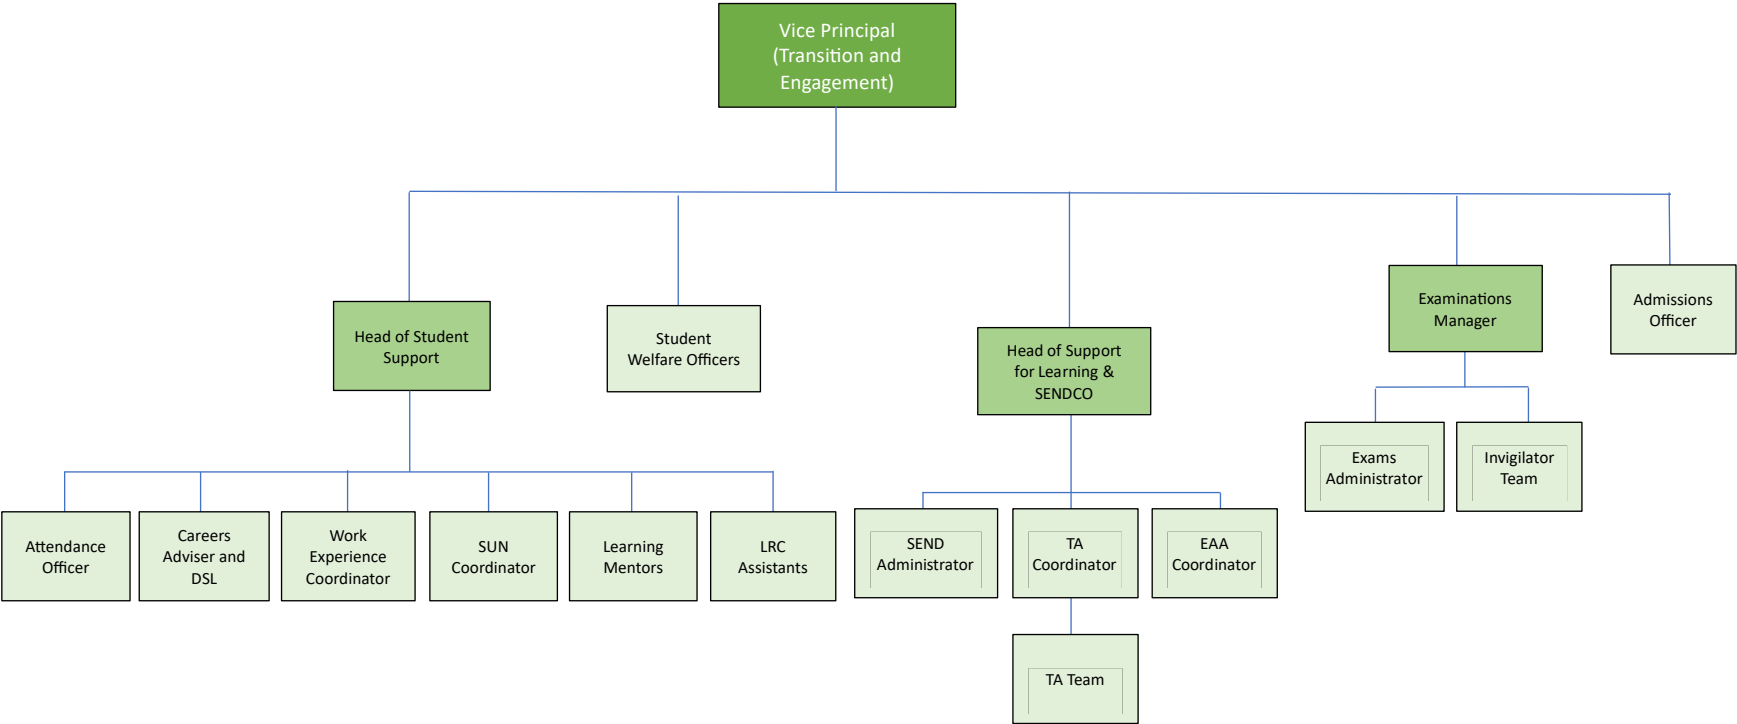 Vice Principal
(Transition and
Engagement)
Head of Student
Support
Student
Welfare Officers
Head of Support
for Learning &
SENDCO
Examinations
Manager
Admissions
Officer
Exams
Administrator
Invigilator
Team
Attendance
Officer
Careers
Adviser and
DSL
Work
Experience
Coordinator
SUN
Coordinator
Learning
Mentors
LRC
Assistants
SEND
Administrator
TA
Coordinator
EAA
Coordinator
TA Team